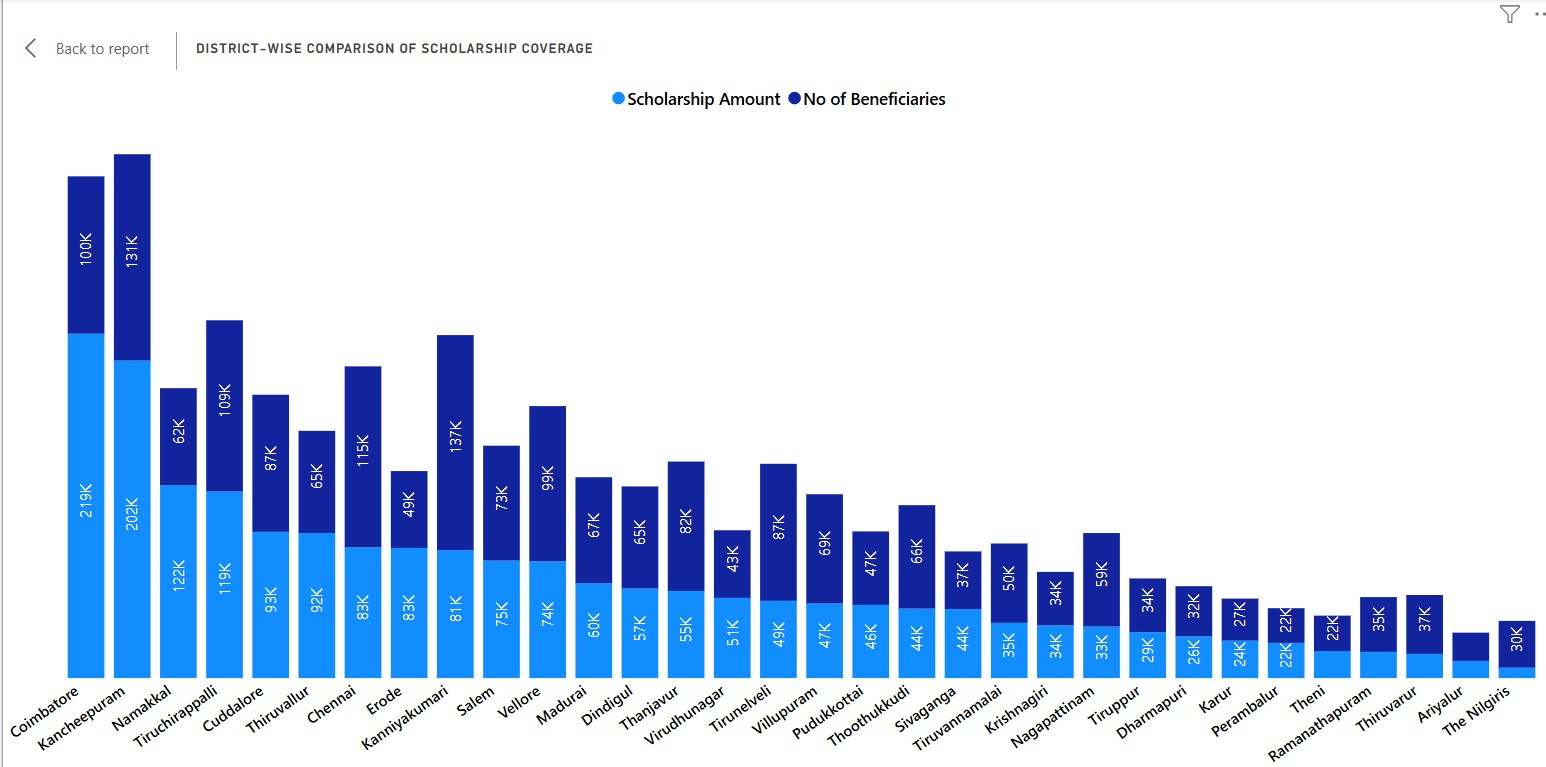 Back to report
DISTRICT-WISE COMPARISON OF SCHOLARSHIP COVERAGE
Scholarship Amount No of Beneficiaries
100K
219K
131K
202K
62K
122K
109K
119K
87K
93K
65K
92K
115K
83K
49K
83K
137K
81K
73K
75K
99K
74K
67K
60K
65K
57K
82K
55K
43K
51K
87K
49K
69K
47K
47K
46K
66K
44K
37K
44K
50K
35K
34K
34K
59K
33K
34K
29K
32K
26K
27K
24K
22K
22K
22K
35K
37K
30K
Coimbatore
Kancheepuram
Namakkal
Tiruchirappalli
Cuddalore
Thiruvallur
Chennai
Erode
Kanniyakumari
Salem
Vellore
Madurai
Dindigul
Thanjavur
Virudhunagar
Tirunelveli
Villupuram
Pudukkottai
Thoothukkudi
Sivaganga
Tiruvannamalai
Krishnagiri
Nagapattinam
Tiruppur
Dharmapuri
Karur
Perambalur
Theni
Ramanathapuram
Thiruvarur
Ariyalur
The Nilgiris